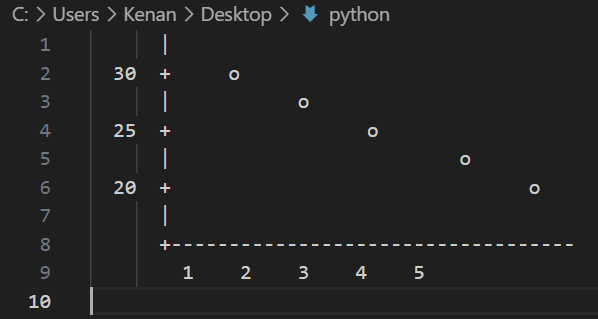 C: > Users > Kenan > Desktop > python
1 |
2 30 + o
3 | o
4 25 + o
5 | o
6 20 + o
7 |
8 +-----------------------------------
9 1 2 3 4 5
10